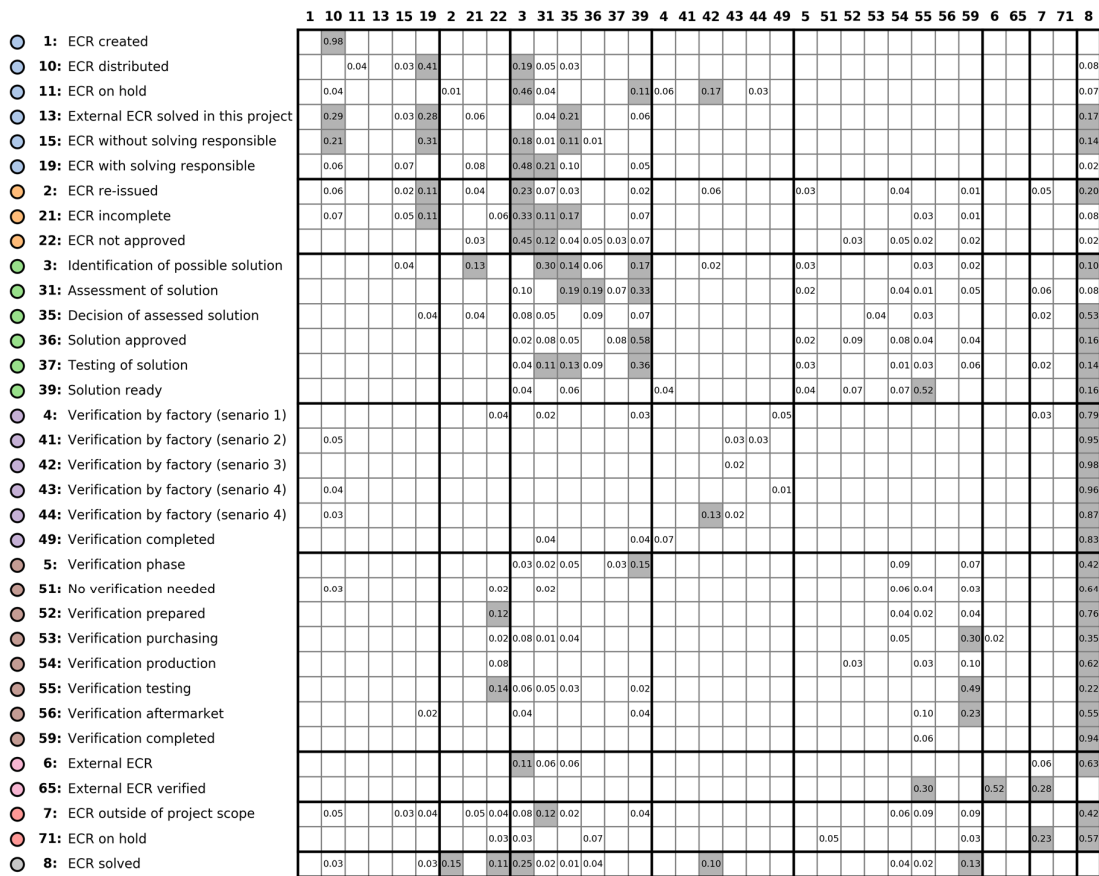 1 10 11 13 15 19 2 21 22 3 31 35 36 37 39 4 41 42 43 44 49 5 51 52 53 54 55 56 59 6 65 7 71 8
1: ECR created 0.98
10: ECR distributed 0.04 0.03 0.41 0.19 0.05 0.03 0.08
11: ECR on hold 0.04 0.01 0.46 0.04 0.11 0.06 0.17 0.03 0.07
13: External ECR solved in this project 0.29 0.03 0.28 0.06 0.04 0.21 0.06 0.17
15: ECR without solving responsible 0.21 0.31 0.18 0.01 0.11 0.01 0.14
19: ECR with solving responsible 0.06 0.07 0.08 0.48 0.21 0.10 0.05 0.02
2: ECR re-issued 0.06 0.02 0.11 0.04 0.23 0.07 0.03 0.02 0.06 0.03 0.04 0.01 0.05 0.20
21: ECR incomplete 0.07 0.05 0.11 0.06 0.33 0.11 0.17 0.07 0.03 0.01 0.08
22: ECR not approved 0.03 0.45 0.12 0.04 0.05 0.03 0.07 0.03 0.05 0.02 0.02 0.02
3: Identification of possible solution 0.04 0.13 0.30 0.14 0.06 0.17 0.02 0.03 0.03 0.02 0.10
31: Assessment of solution 0.10 0.19 0.19 0.07 0.33 0.02 0.04 0.01 0.05 0.06 0.08
35: Decision of assessed solution 0.04 0.04 0.08 0.05 0.09 0.07 0.04 0.03 0.02 0.53
36: Solution approved 0.02 0.08 0.05 0.08 0.58 0.02 0.09 0.08 0.04 0.04 0.16
37: Testing of solution 0.04 0.11 0.13 0.09 0.36 0.03 0.01 0.03 0.06 0.02 0.14
39: Solution ready 0.04 0.06 0.04 0.04 0.07 0.07 0.52 0.16
4: Verification by factory (senario 1) 0.04 0.02 0.03 0.05 0.03 0.79
41: Verification by factory (senario 2) 0.05 0.03 0.03 0.95
42: Verification by factory (senario 3) 0.02 0.98
43: Verification by factory (senario 4) 0.04 0.01 0.96
44: Verification by factory (senario 4) 0.03 0.13 0.02 0.87
49: Verification completed 0.04 0.04 0.07 0.83
5: Verification phase 0.03 0.02 0.05 0.03 0.15 0.09 0.07 0.42
51: No verification needed 0.03 0.02 0.02 0.06 0.04 0.03 0.64
52: Verification prepared 0.12 0.04 0.02 0.04 0.76
53: Verification purchasing 0.02 0.08 0.01 0.04 0.05 0.30 0.02 0.35
54: Verification production 0.08 0.03 0.03 0.10 0.62
55: Verification testing 0.14 0.06 0.05 0.03 0.02 0.49 0.22
56: Verification aftermarket 0.02 0.04 0.04 0.10 0.23 0.55
59: Verification completed 0.06 0.94
6: External ECR 0.11 0.06 0.06 0.06 0.63
65: External ECR verified 0.30 0.52 0.28
7: ECR outside of project scope 0.05 0.03 0.04 0.05 0.04 0.08 0.12 0.02 0.04 0.06 0.09 0.09 0.42
71: ECR on hold 0.02 0.03 0.07 0.05 0.03 0.23 0.57
8: ECR solved 0.03 0.03 0.15 0.11 0.25 0.02 0.01 0.04 0.10 0.04 0.02 0.13